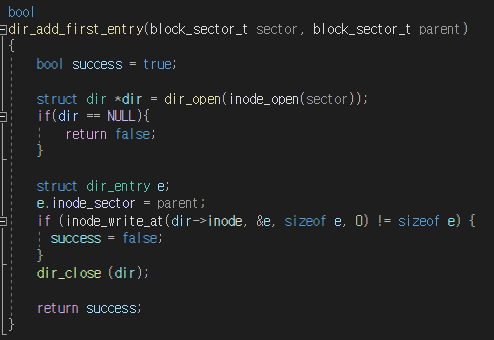 bool
dir_add_first_entry(block_sector_t sector, block_sector_t parent)
{
bool success = true;
struct dir *dir = dir_open(inode_open(sector));
if(dir == NULL){
return false;
}
struct dir_entry e;
e.inode_sector = parent;
if (inode_write_at(dir->inode, &e, sizeof e, 0) != sizeof e) {
success = false;
}
dir_close (dir);
return success;
}